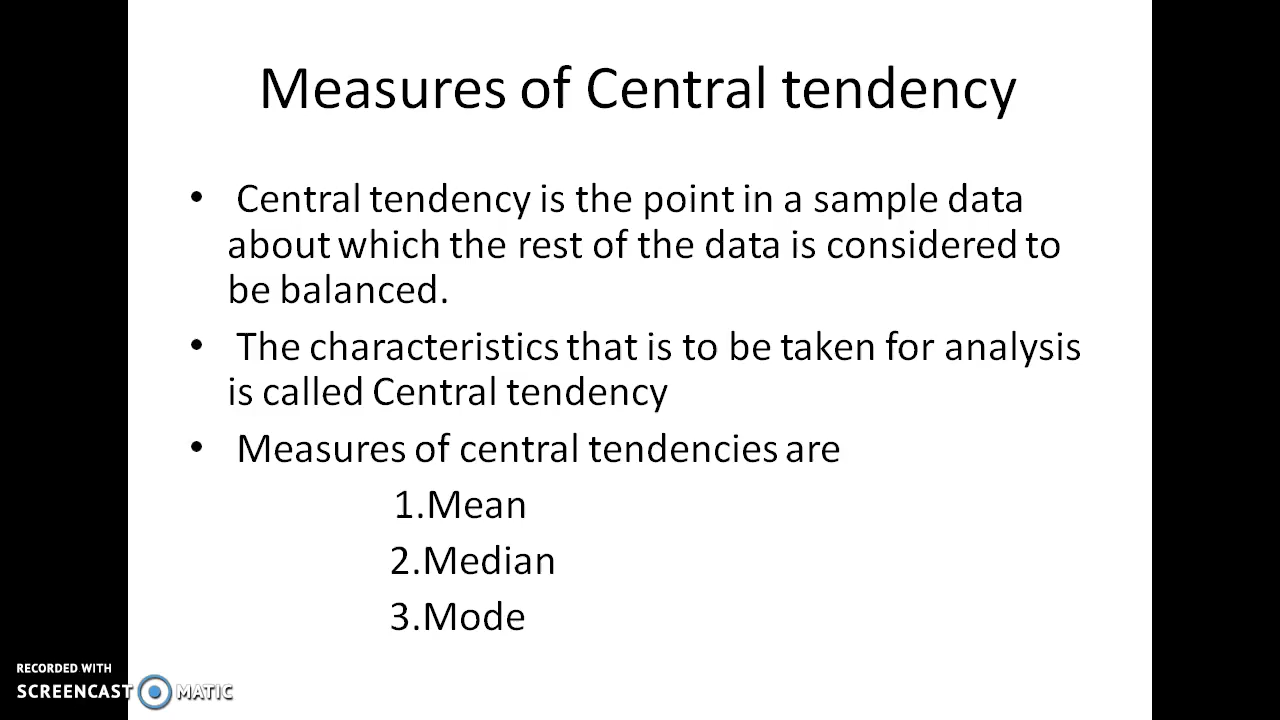 Measures of Central tendency
• Central tendency is the point in a sample data
about which the rest of the data is considered to
be balanced.
• The characteristics that is to be taken for analysis
is called Central tendency
• Measures of central tendencies are
1.Mean
2.Median
3.Mode
RECORDED WITH
SCREENCAST MATIC